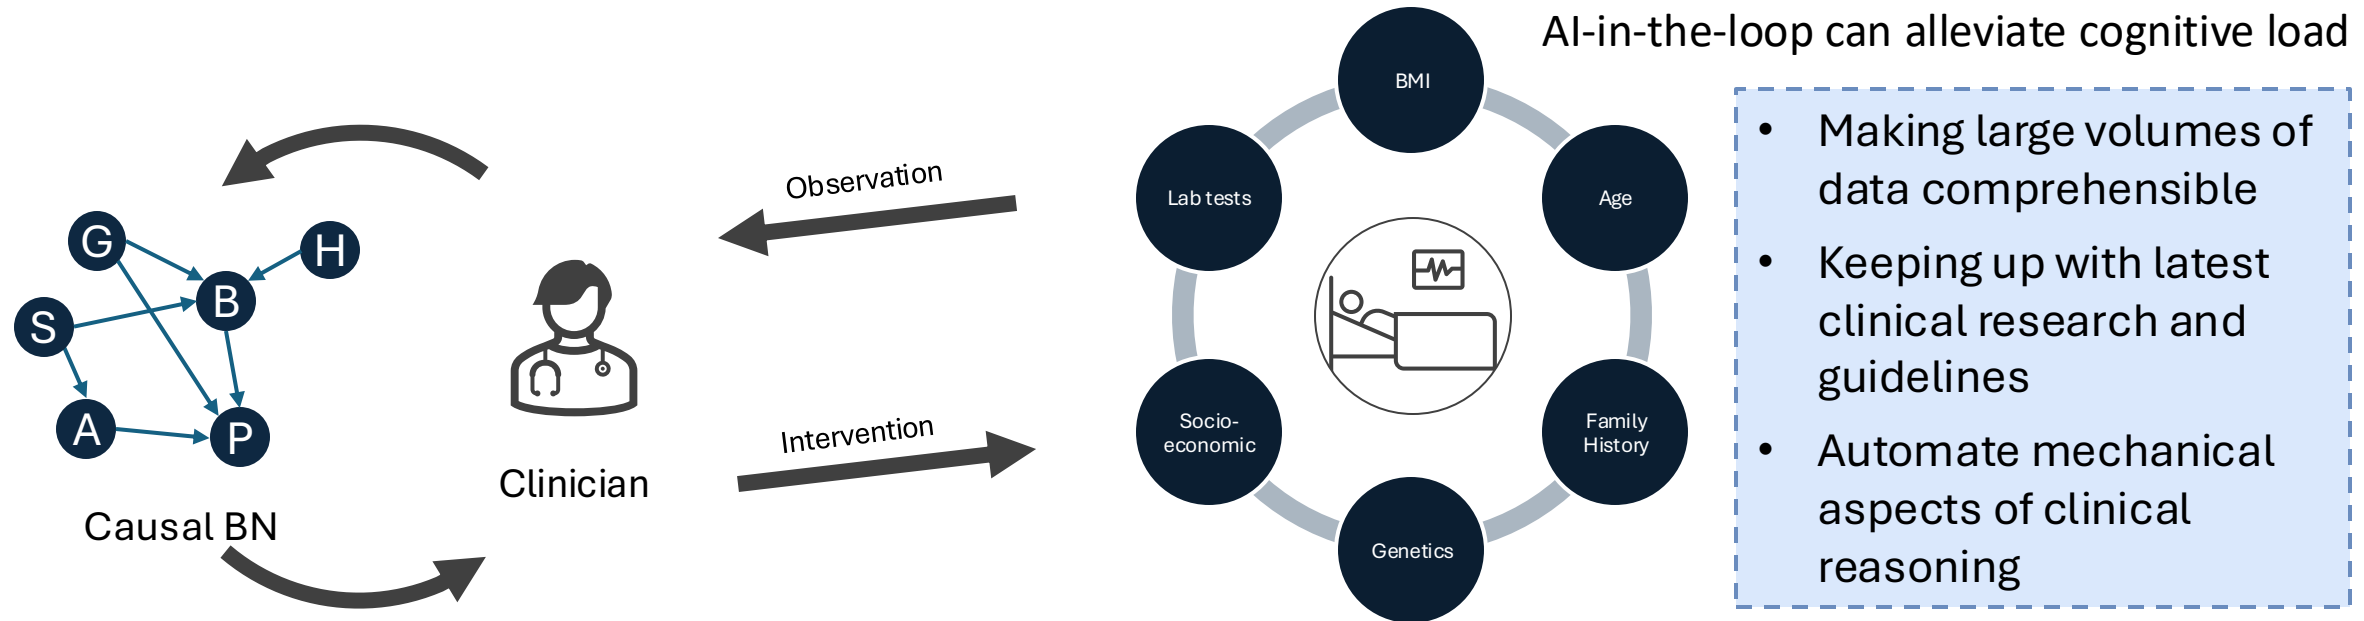 AI-in-the-loop can alleviate cognitive load
G
H
B
S
A
P
Causal BN
Clinician
Observation
Intervention
BMI
Lab tests
Age
Socio-
economic
Family
History
Genetics
• Making large volumes of
data comprehensible
• Keeping up with latest
clinical research and
guidelines
• Automate mechanical
aspects of clinical
reasoning